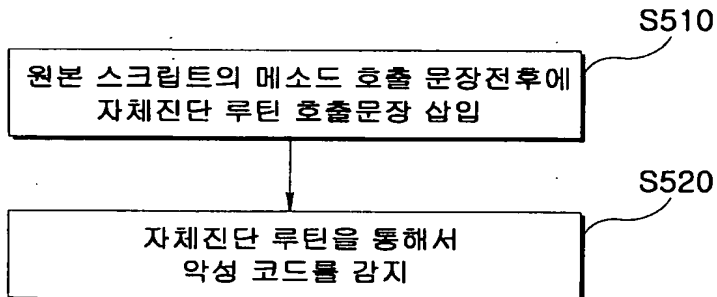 S510
원본 스크립트의 메소드 호출 문장전후에
자체진단 루틴 호출문장 삽입
S520
자체진단 루틴을 통해서
악성 코드를 감지